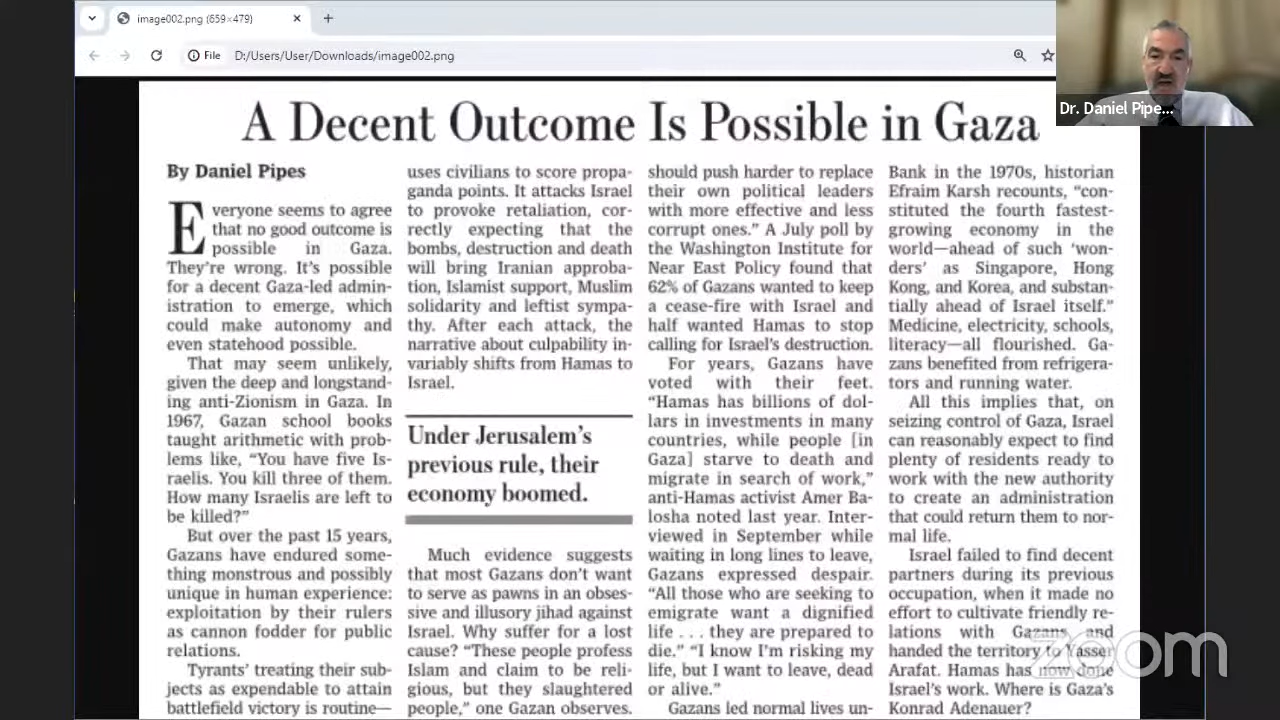 image002.png (659×479)
File
D:/Users/User/Downloads/image002.png
Dr. Daniel Pipe...
A Decent Outcome Is Possible in Gaza
By Daniel Pipes
Everyone seems to agree
that no good outcome is
possible in Gaza.
They're wrong. It's possible
for a decent Gaza-led admin-
istration to emerge, which
could make autonomy and
even statehood possible.
That may seem unlikely,
given the deep and longstand-
ing anti-Zionism in Gaza. In
1967, Gazan school books
taught arithmetic with prob-
lems like, “You have five Is-
raelis. You kill three of them.
How many Israelis are left to
be killed?”
But over the past 15 years,
Gazans have endured some-
thing monstrous and possibly
unique in human experience:
exploitation by their rulers
as cannon fodder for public
relations.
Tyrants' treating their sub-
jects as expendable to attain
battlefield victory is routine—
uses civilians to score propa-
ganda points. It attacks Israel
to provoke retaliation, cor-
rectly expecting that the
bombs, destruction and death
will bring Iranian approba-
tion, Islamist support, Muslim
solidarity and leftist sympa-
thy. After each attack, the
narrative about culpability in-
variably shifts from Hamas to
Israel.
Under Jerusalem's
previous rule, their
economy boomed.
Much evidence suggests
that most Gazans don't want
to serve as pawns in an obses-
sive and illusory jihad against
Israel. Why suffer for a lost
cause? “These people profess
Islam and claim to be reli-
gious, but they slaughtered
people,” one Gazan observes.
should push harder to replace
their own political leaders
with more effective and less
corrupt ones.” A July poll by
the Washington Institute for
Near East Policy found that
62% of Gazans wanted to keep
a cease-fire with Israel and
half wanted Hamas to stop
calling for Israel's destruction.
For years, Gazans have
voted with their feet.
“Hamas has billions of dol-
lars in investments in many
countries, while people [in
Gaza] starve to death and
migrate in search of work,”
anti-Hamas activist Amer Ba-
losha noted last year. Inter-
viewed in September while
waiting in long lines to leave,
Gazans expressed despair.
“All those who are seeking to
emigrate want a dignified
life . . . they are prepared to
die.” “I know I'm risking my
life, but I want to leave, dead
or alive.”
Gazans led normal lives un-
Bank in the 1970s, historian
Efraim Karsh recounts, “con-
stituted the fourth fastest-
growing economy in the
world—ahead of such ‘won-
ders’ as Singapore, Hong
Kong, and Korea, and substan-
tially ahead of Israel itself.”
Medicine, electricity, schools,
literacy—all flourished. Ga-
zans benefited from refrigera-
tors and running water.
All this implies that, on
seizing control of Gaza, Israel
can reasonably expect to find
plenty of residents ready to
work with the new authority
to create an administration
that could return them to nor-
mal life.
Israel failed to find decent
partners during its previous
occupation, when it made no
effort to cultivate friendly re-
lations with Gazans and
handed the territory to Yasser
Arafat. Hamas has now done
Israel's work. Where is Gaza's
Konrad Adenauer?
zoom